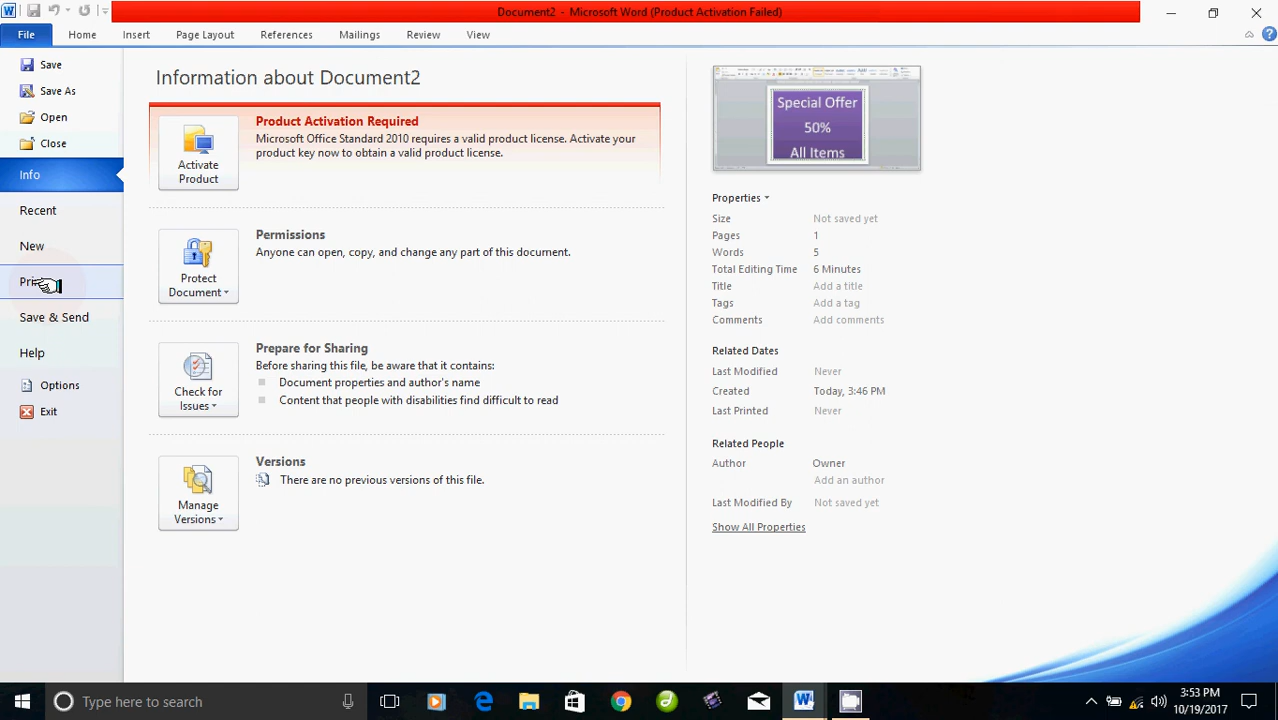 Document2 - Microsoft Word (Product Activation Failed)
File Home Insert Page Layout References Mailings Review View
Save
Save As
Open
Close
Info
Recent
New
Save & Send
Help
Options
Exit
Information about Document2
Activate Product
Product Activation Required
Microsoft Office Standard 2010 requires a valid product license. Activate your
product key now to obtain a valid product license.
Protect
Document
Permissions
Anyone can open, copy, and change any part of this document.
Check for
Issues
Prepare for Sharing
Before sharing this file, be aware that it contains:
Document properties and author's name
Content that people with disabilities find difficult to read
Manage
Versions
Versions
There are no previous versions of this file.
Special Offer
50%
All Items
Properties
Size Not saved yet
Pages 1
Words 5
Total Editing Time 6 Minutes
Title Add a title
Tags Add a tag
Comments Add comments
Related Dates
Last Modified Never
Created Today, 3:46 PM
Last Printed Never
Related People
Author Owner
Add an author
Last Modified By Not saved yet
Show All Properties
Type here to search
3:53 PM
10/19/2017